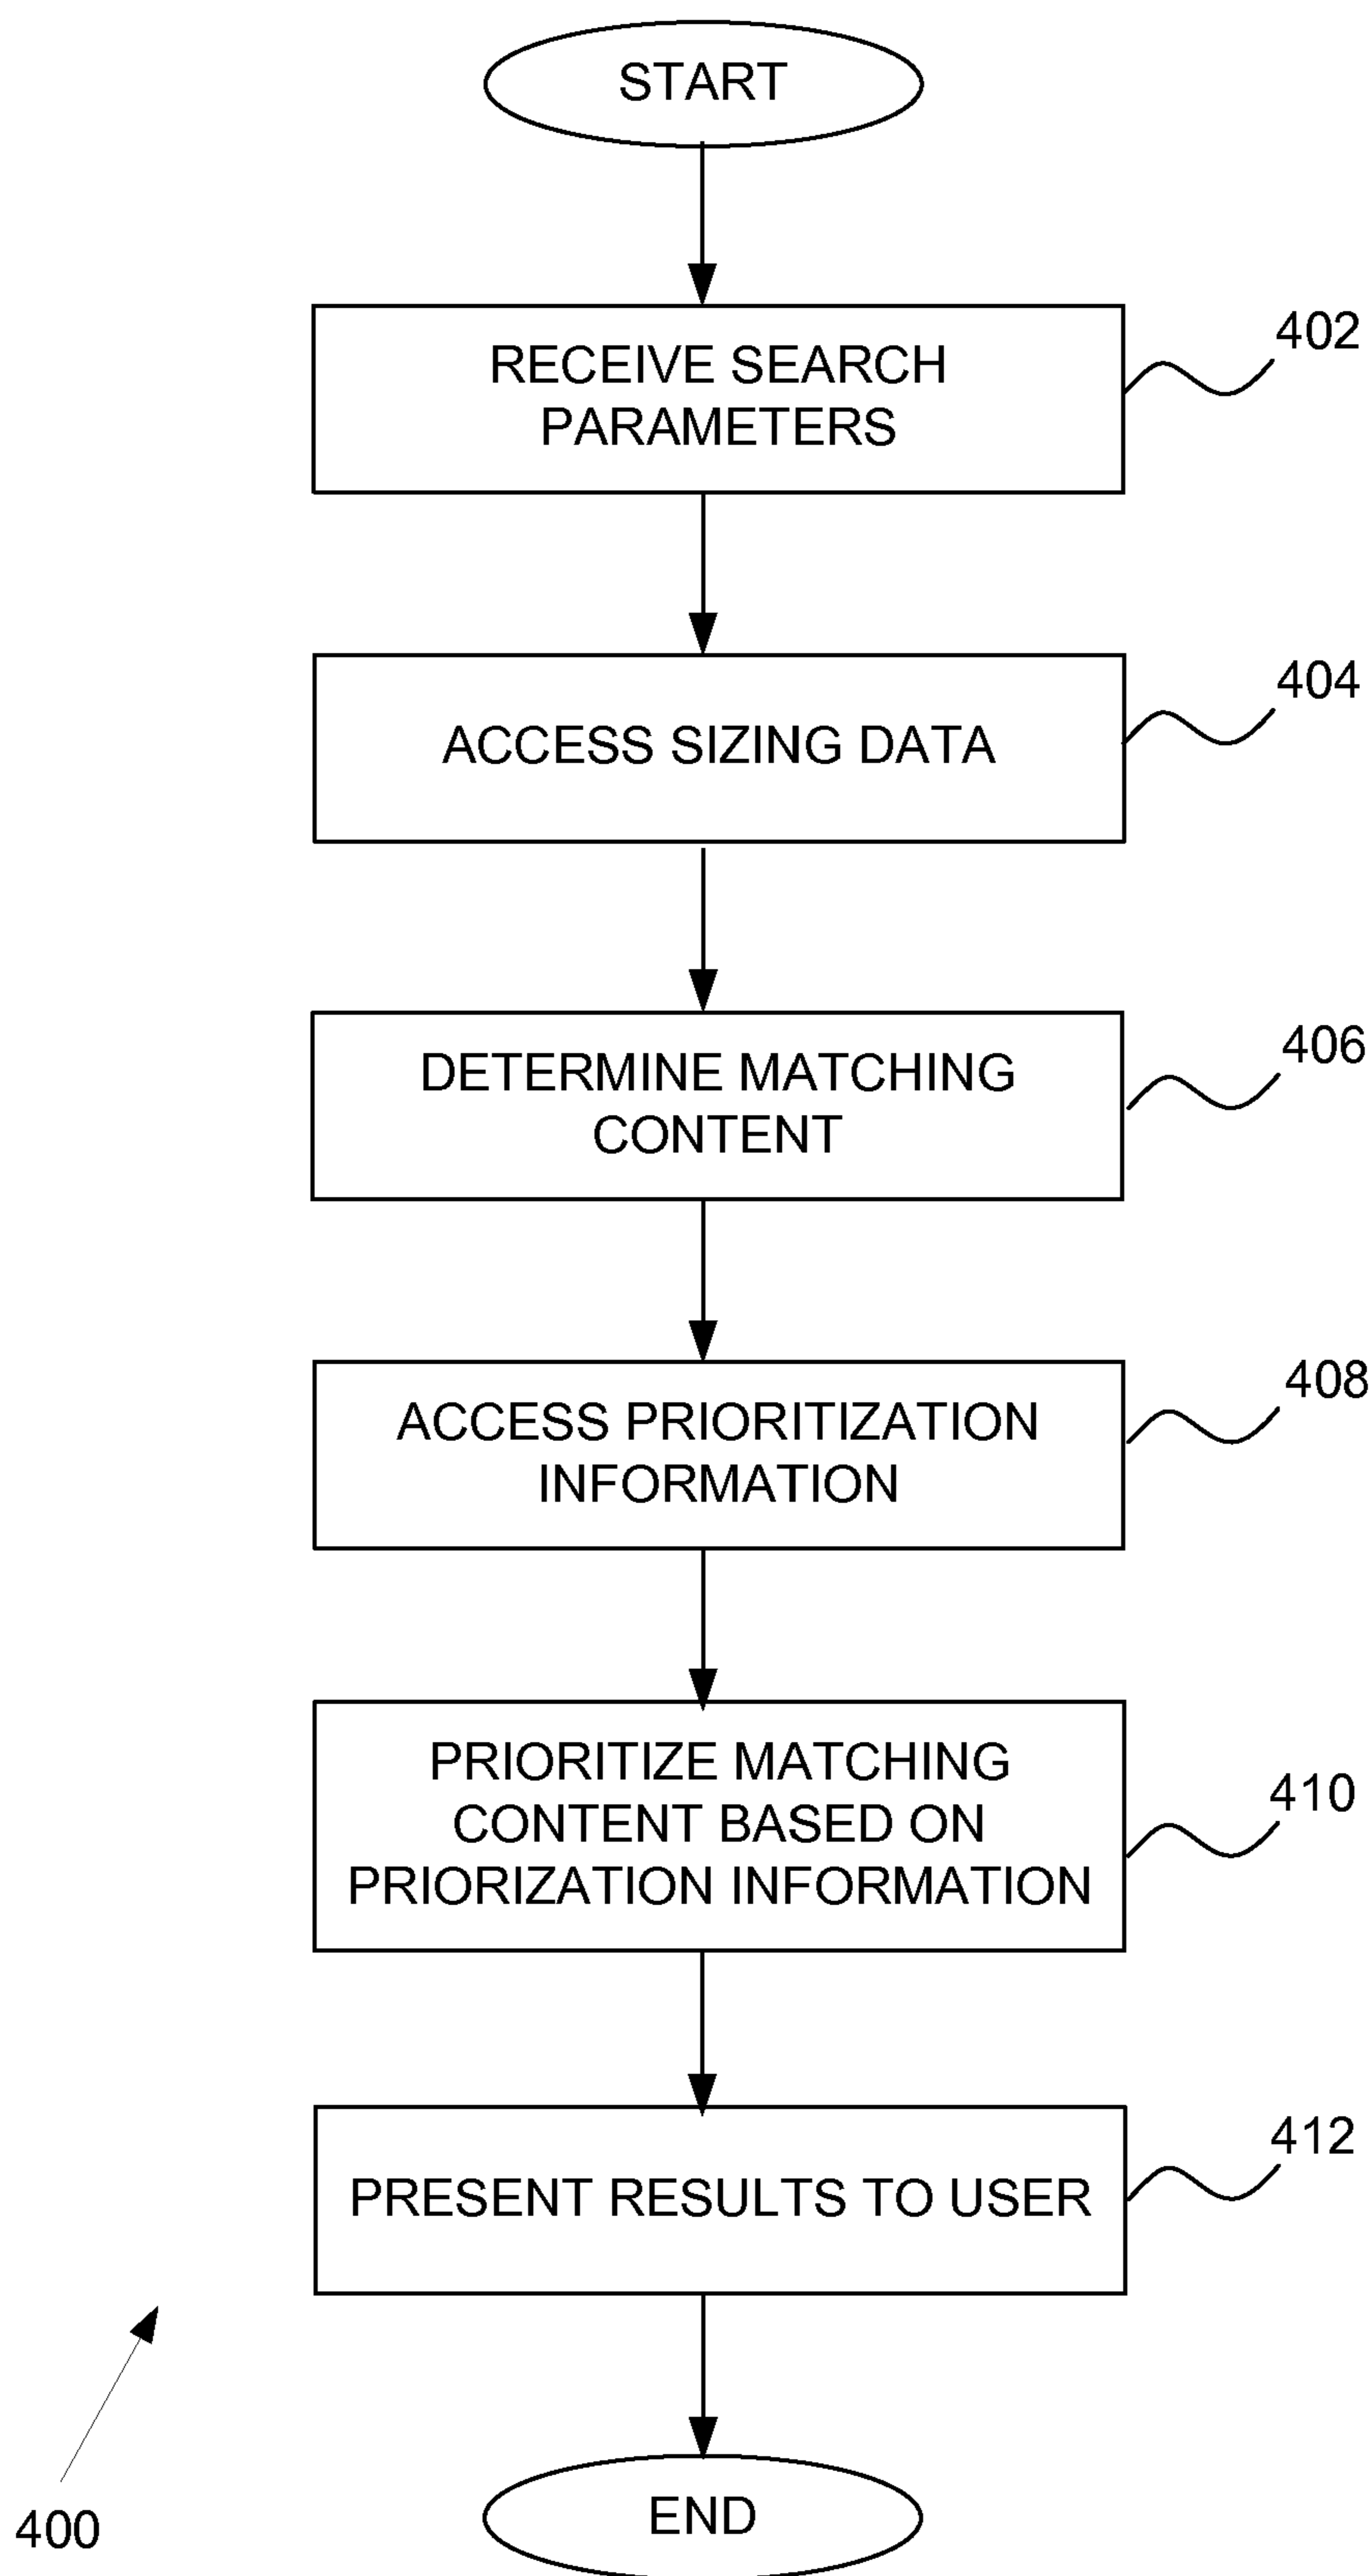 START
RECEIVE SEARCH
PARAMETERS
402
ACCESS SIZING DATA
404
DETERMINE MATCHING
CONTENT
406
ACCESS PRIORITIZATION
INFORMATION
408
PRIORITIZE MATCHING
CONTENT BASED ON
PRIORIZATION INFORMATION
410
PRESENT RESULTS TO USER
412
END
400